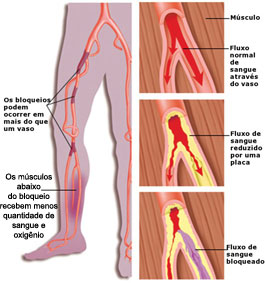 Os bloqueios
podem
ocorrer em
mais do que
um vaso
Os músculos
abaixo
do bloqueio
recebem menos
quantidade de
sangue e
oxigênio
Músculo
Fluxo
normal
de sangue
através
do vaso
Fluxo de
sangue
reduzido
por uma
placa
Fluxo de
sangue
bloqueado